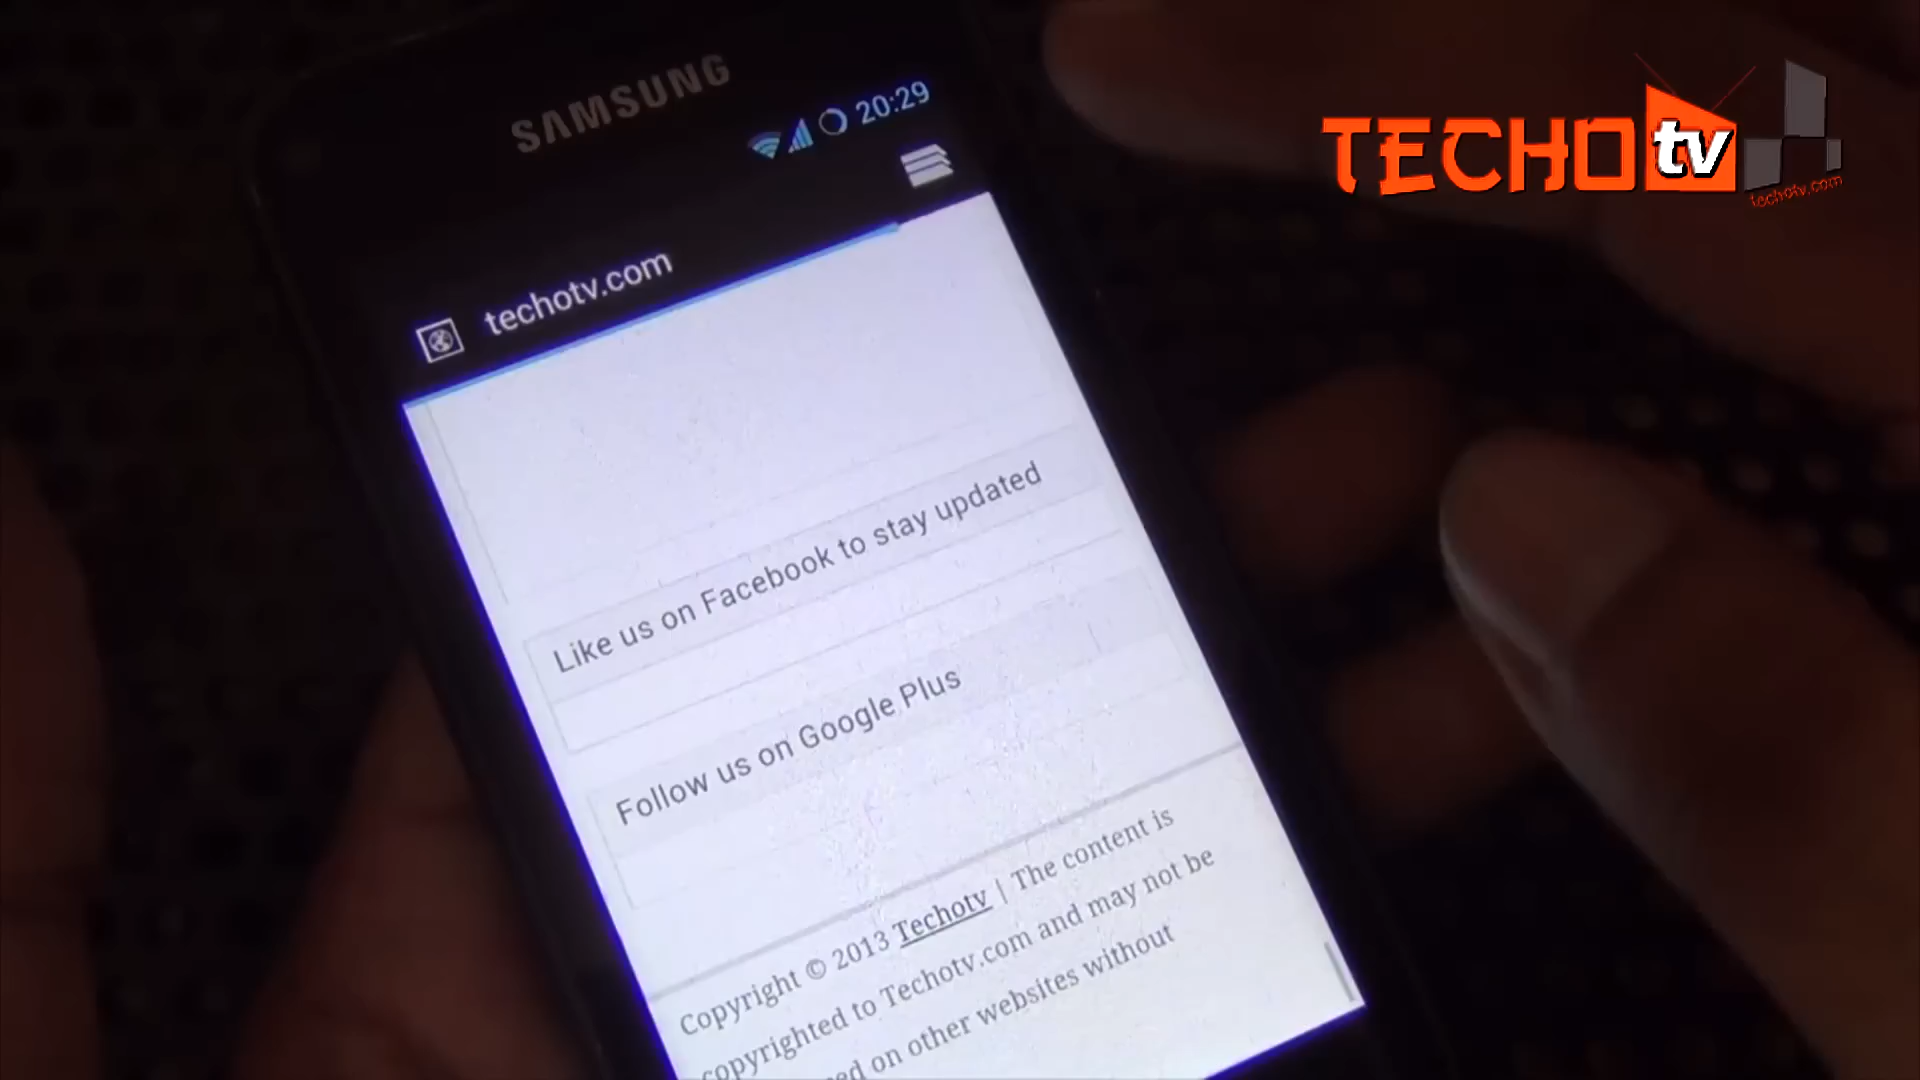 SAMSUNG
20:29
techotv.com
Like us on Facebook to stay updated
Follow us on Google Plus
Copyright © 2013 Techotv | The content is
copyrighted to Techotv.com and may not be
on other websites without
TECHO tv
techotv.com